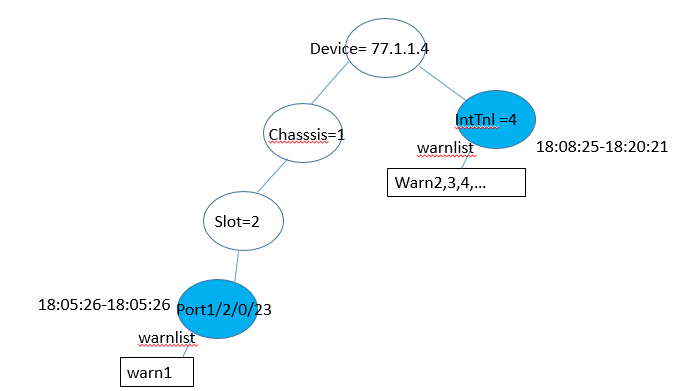 Device= 77.1.1.4
IntTnl =4
Chasssis=1
warnlist
18:08:25-18:20:21
Warn2,3,4,...
Slot=2
18:05:26-18:05:26
Port1/2/0/23
warnlist
warn1